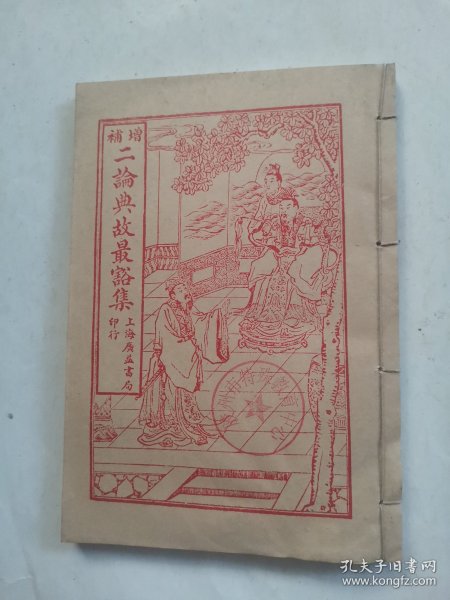 增補
二論典故最豁集
上海廣益書局
印行
孔夫子旧书网
www.kongfz.com